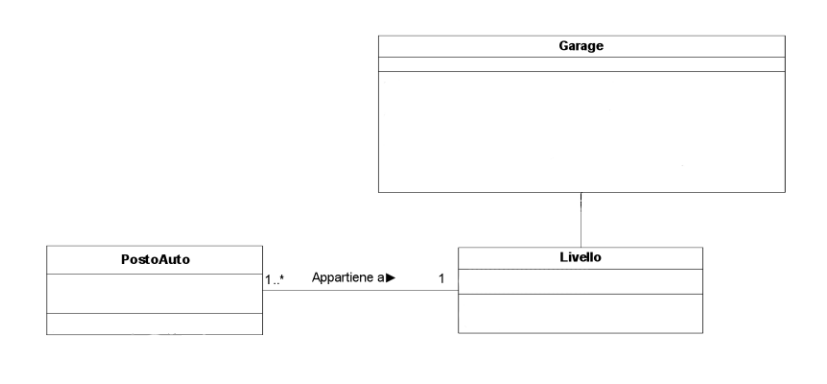 Garage
PostoAuto
1..*
Appartiene a▶
1
Livello